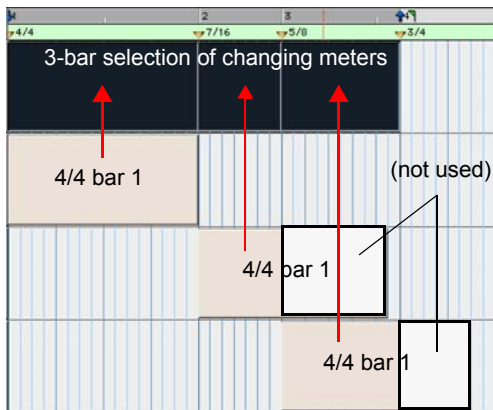 2 3
4/4 7/16 5/8 3/4
3-bar selection of changing meters
4/4 bar 1
(not used)
4/4 bar 1
4/4 bar 1